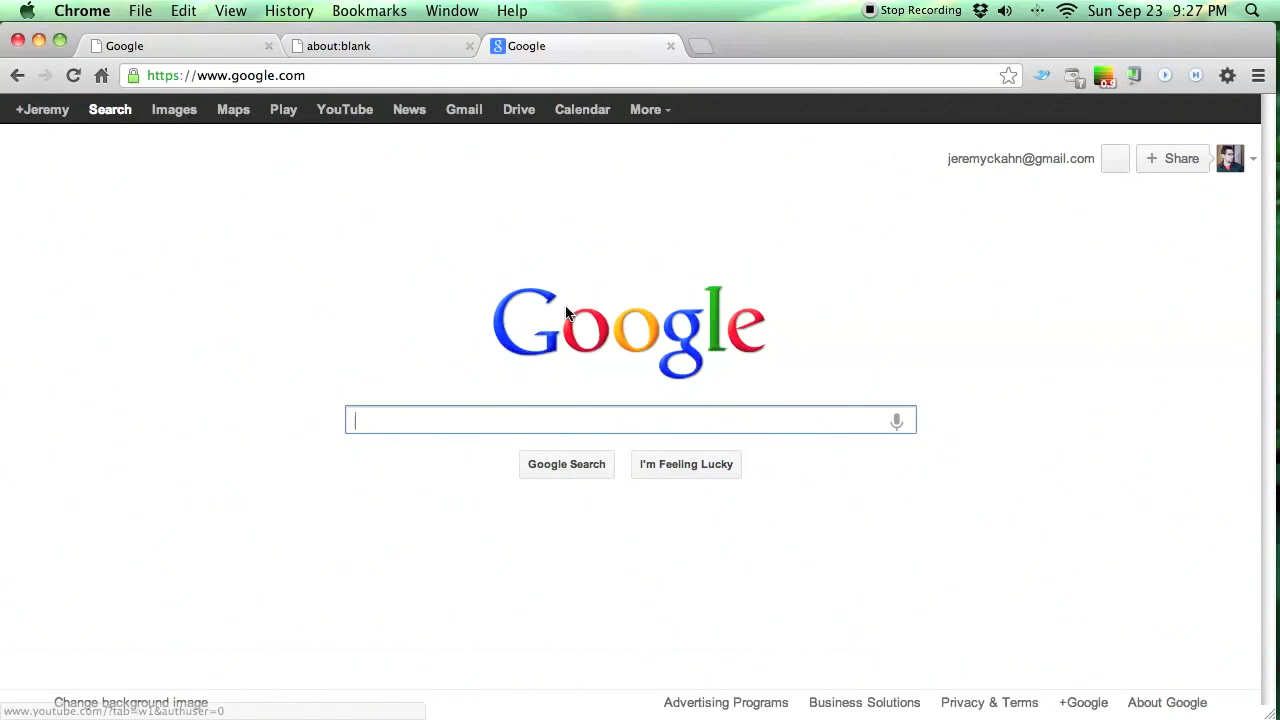 Chrome File Edit View History Bookmarks Window Help Stop Recording Sun Sep 23 9:27 PM
Google about:blank Google
https://www.google.com
+Jeremy Search Images Maps Play YouTube News Gmail Drive Calendar More
jeremyckahn@gmail.com + Share
Google
Google Search I'm Feeling Lucky
Change background image Advertising Programs Business Solutions Privacy & Terms +Google About Google
www.youtube.com/?tab=w1&authuser=0